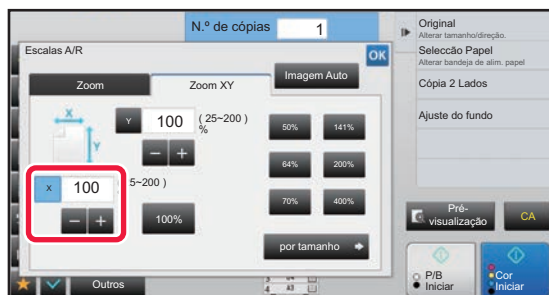 N.º de cópias 1
Original
Alterar tamanho/direção.
Seleccão Papel
Alterar bandeja de alim. papel
Cópia 2 Lados
Ajuste do fundo
Escalas A/R
OK
Zoom
Zoom XY
Imagem Auto
X
Y
Y
100
( 25~200 )
%
− +
X
100
5~200 )
− +
100%
50% 141%
64% 200%
70% 400%
por tamanho
Pré-
visualização
CA
P/B
Iniciar
Cor
Iniciar
Outros